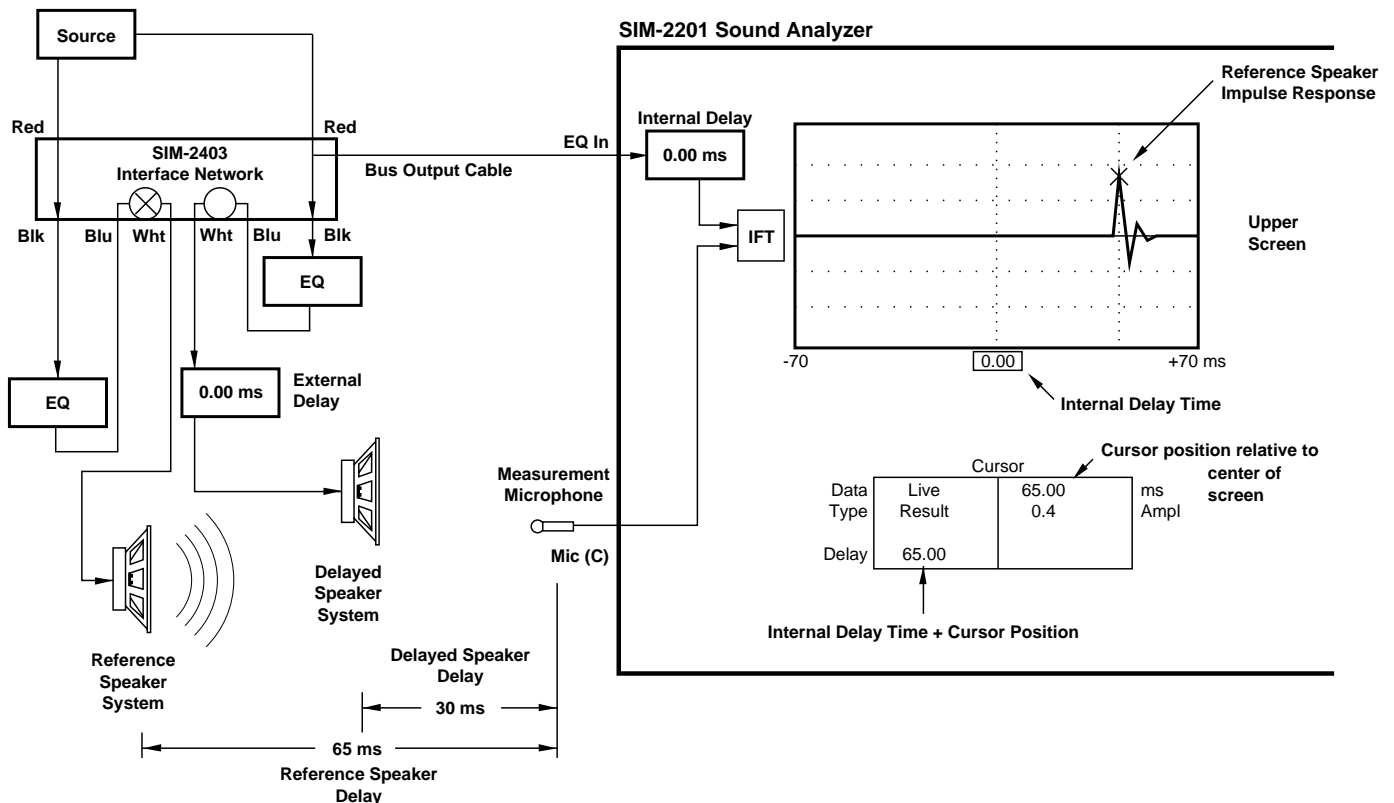 SIM-2201 Sound Analyzer
Source
Reference Speaker
Impulse Response
Red
Red
Internal Delay
EQ In
0.00 ms
SIM-2403
Interface Network
Bus Output Cable
Blk
Blu
Wht
Wht
Blu
Blk
IFT
Upper
Screen
EQ
-70
0.00
+70 ms
EQ
0.00 ms
External
Delay
Internal Delay Time
Cursor position relative to
center of
screen
Cursor
Measurement
Microphone
Data
Type
Live
Result
65.00
0.4
ms
Ampl
Mic (C)
Delay
65.00
Delayed
Speaker
System
Internal Delay Time + Cursor Position
Reference
Speaker
System
Delayed Speaker
Delay
30 ms
65 ms
Reference Speaker
Delay